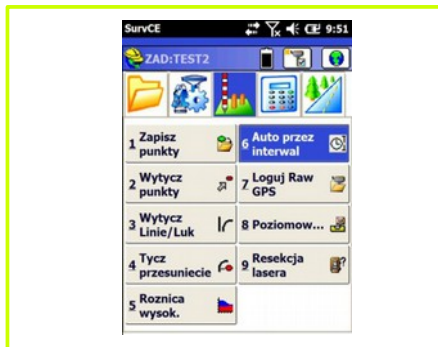 SurvCE 9:51
ZAD:TEST2
1 Zapisz punkty
6 Auto przez interwal
2 Wytycz punkty
7 Loguj Raw GPS
3 Wytycz Linie/Luk
8 Poziomow...
4 Tycz przesuniecie
9 Resekcja lasera
5 Roznica wysok.